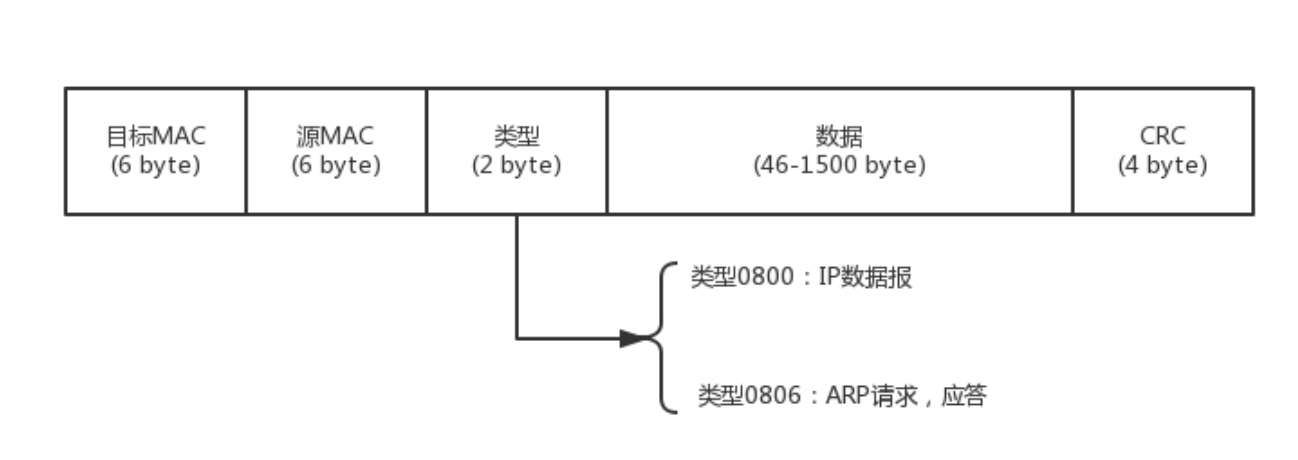 目标MAC
(6 byte)
源MAC
(6 byte)
类型
(2 byte)
数据
(46-1500 byte)
CRC
(4 byte)
类型0800：IP数据报
类型0806：ARP请求，应答